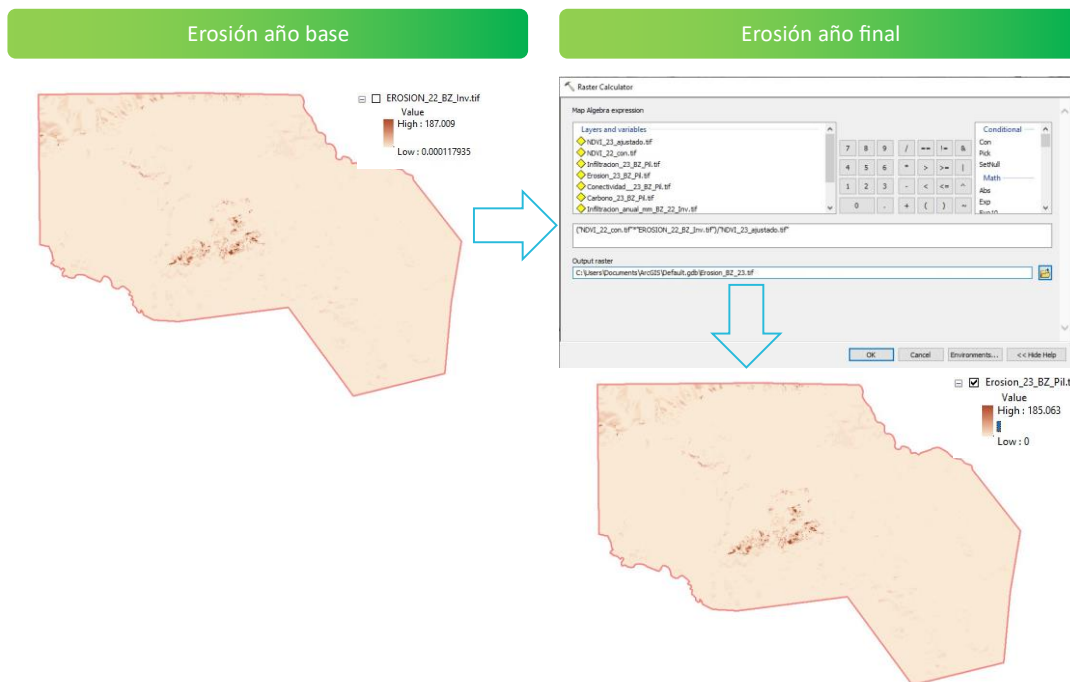 Erosión año base
Erosión año final
EROSION_22_BZ_Inv.tif
Value
High : 187.009
Low : 0.000117935
Raster Calculator
Map Algebra expression
Layers and variables
NDVI_23_ajustado.tif
NDVI_22_con.tif
Infiltracion_23_BZ_Pil.tif
Erosion_23_BZ_Pil.tif
Conectividad__23_BZ_Pil.tif
Carbono_23_BZ_Pil.tif
Infiltracion_anual_mm_BZ_22_Inv.tif
7 8 9 / == != &
4 5 6 * > >= |
1 2 3 - < <= ^
0 . + ( ) ~
Conditional
Con
Pick
SetNull
Math
Abs
Exp
Exp10
("NDVI_22_con.tif"*"EROSION_22_BZ_Inv.tif")/"NDVI_23_ajustado.tif"
Output raster
C:\Users\Documents\ArcGIS\Default.gdb\Erosion_BZ_23.tif
OK Cancel Environments... << Hide Help
Erosion_23_BZ_Pil.t
Value
High : 185.063
Low : 0